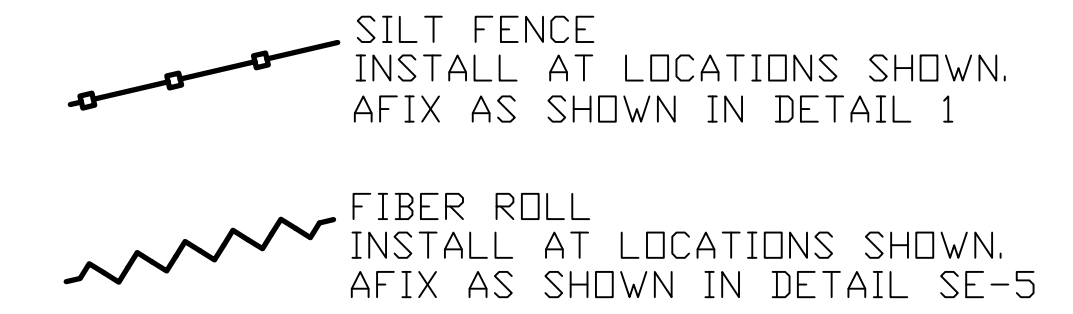 SILT FENCE
INSTALL AT LOCATIONS SHOWN.
AFIX AS SHOWN IN DETAIL 1
FIBER ROLL
INSTALL AT LOCATIONS SHOWN.
AFIX AS SHOWN IN DETAIL SE-5